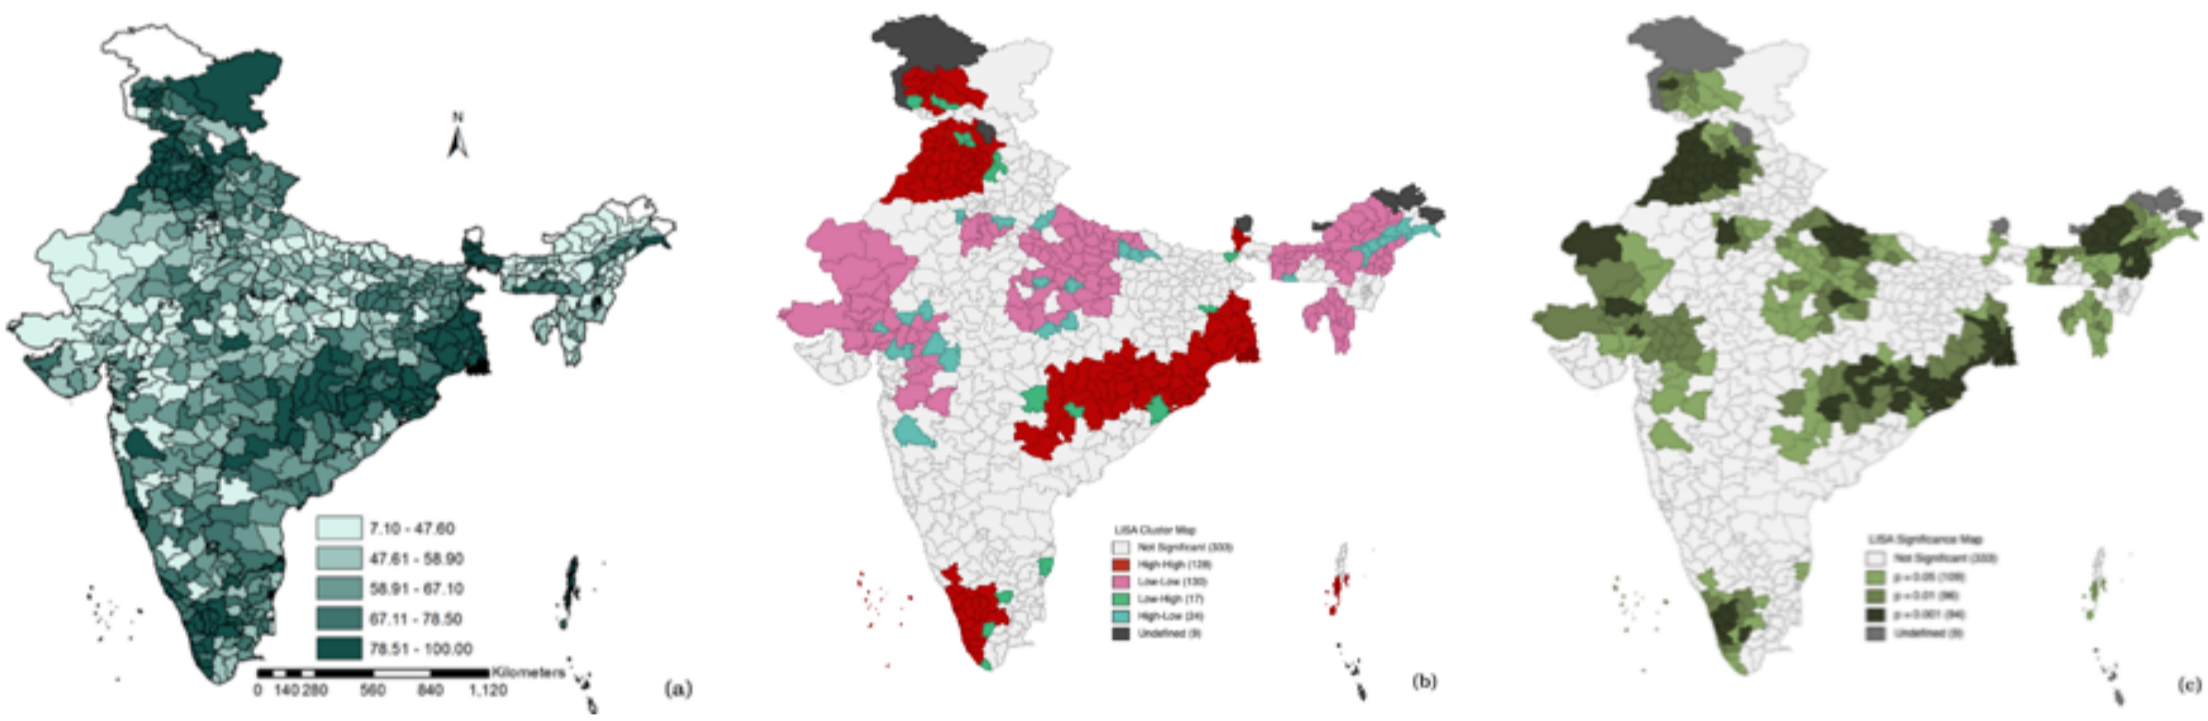 N
7.10 - 47.60
47.61 - 58.90
58.91 - 67.10
67.11 - 78.50
78.51 - 100.00
Kilometers
0 140 280 560 840 1,120
(a)
LISA Cluster Map
Not Significant (333)
High-High (128)
Low-Low (130)
Low-High (17)
High-Low (24)
Undefined (9)
(b)
LISA Significance Map
Not Significant (333)
p = 0.05 (109)
p = 0.01 (96)
p = 0.001 (94)
Undefined (9)
(c)